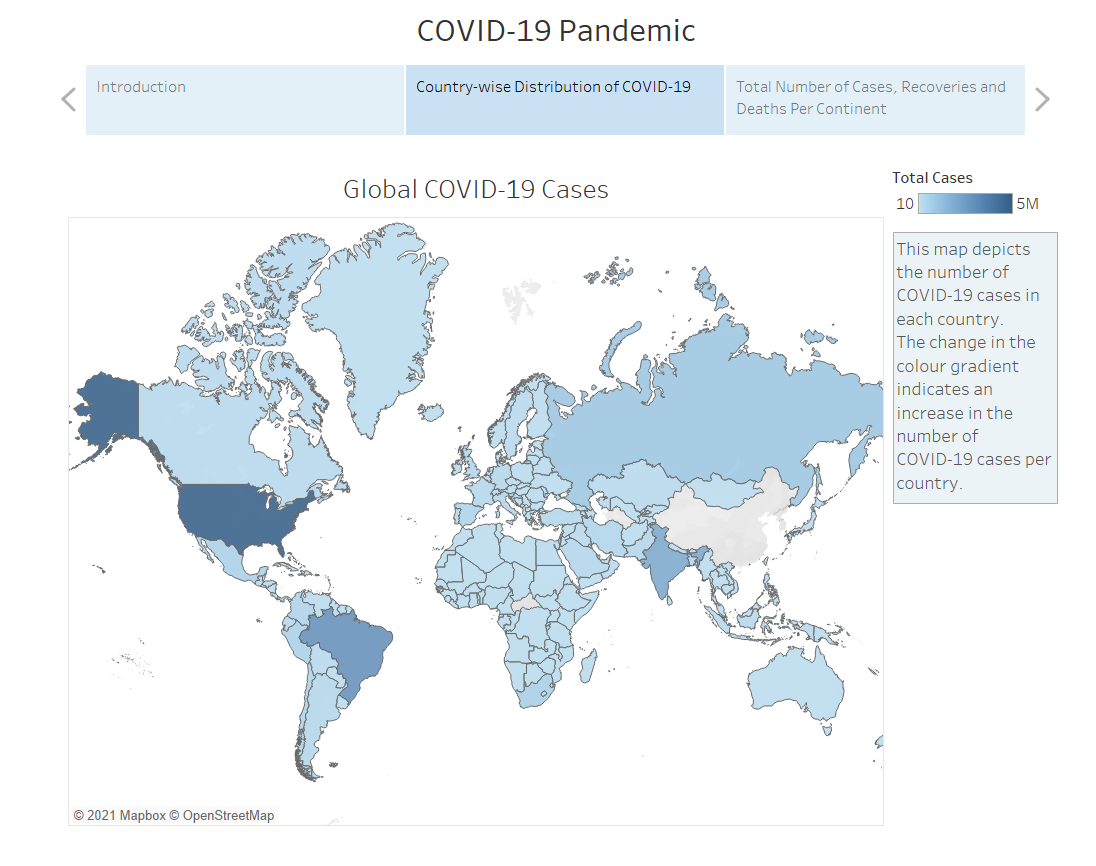 COVID-19 Pandemic
Introduction
Country-wise Distribution of COVID-19
Total Number of Cases, Recoveries and
Deaths Per Continent
Global COVID-19 Cases
Total Cases
10 5M
This map depicts
the number of
COVID-19 cases in
each country.
The change in the
colour gradient
indicates an
increase in the
number of
COVID-19 cases per
country.
© 2021 Mapbox © OpenStreetMap